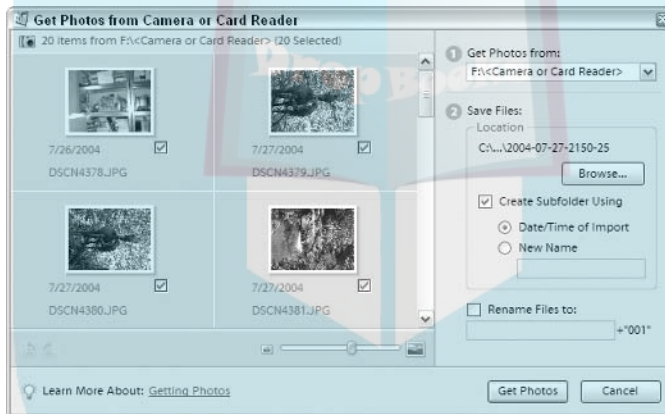 Get Photos from Camera or Card Reader
20 Items from F:\<Camera or Card Reader> (20 Selected)
7/26/2004
DSCN4378.JPG
7/27/2004
DSCN4379.JPG
7/27/2004
DSCN4380.JPG
7/27/2004
DSCN4381.JPG
1 Get Photos from:
F:\<Camera or Card Reader>
2 Save Files:
Location
C:\...\2004-07-27-2150-25
Browse...
Create Subfolder Using
Date/Time of Import
New Name
Rename Files to:
+"001"
Learn More About: Getting Photos
Get Photos
Cancel